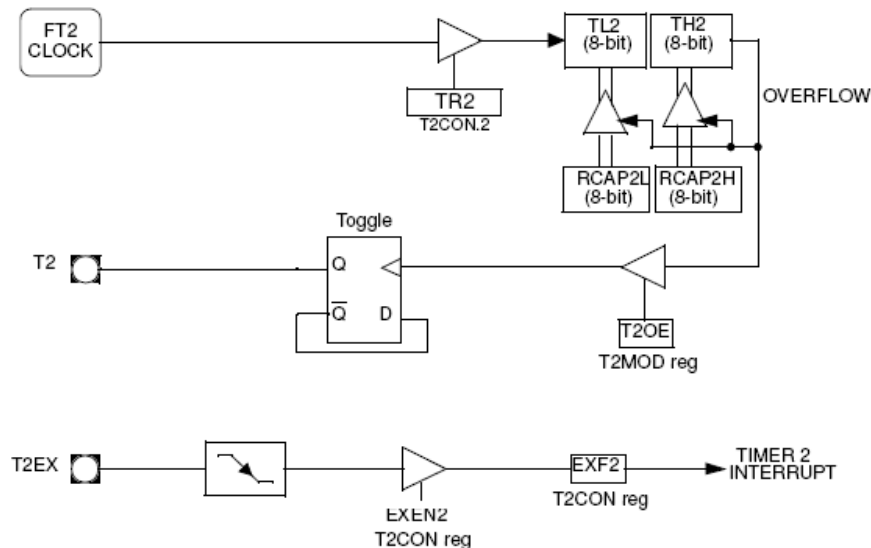 FT2
CLOCK
TR2
T2CON.2
TL2
(8-bit)
TH2
(8-bit)
OVERFLOW
RCAP2L
(8-bit)
RCAP2H
(8-bit)
Toggle
T2
Q
Q
D
T2OE
T2MOD reg
T2EX
EXEN2
T2CON reg
EXF2
T2CON reg
TIMER 2
INTERRUPT